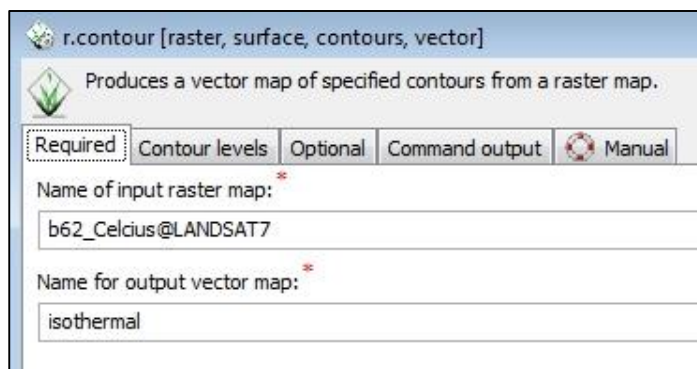 r.contour [raster, surface, contours, vector]
Produces a vector map of specified contours from a raster map.
Required Contour levels Optional Command output Manual
Name of input raster map:*
b62_Celcius@LANDSAT7
Name for output vector map:*
isothermal